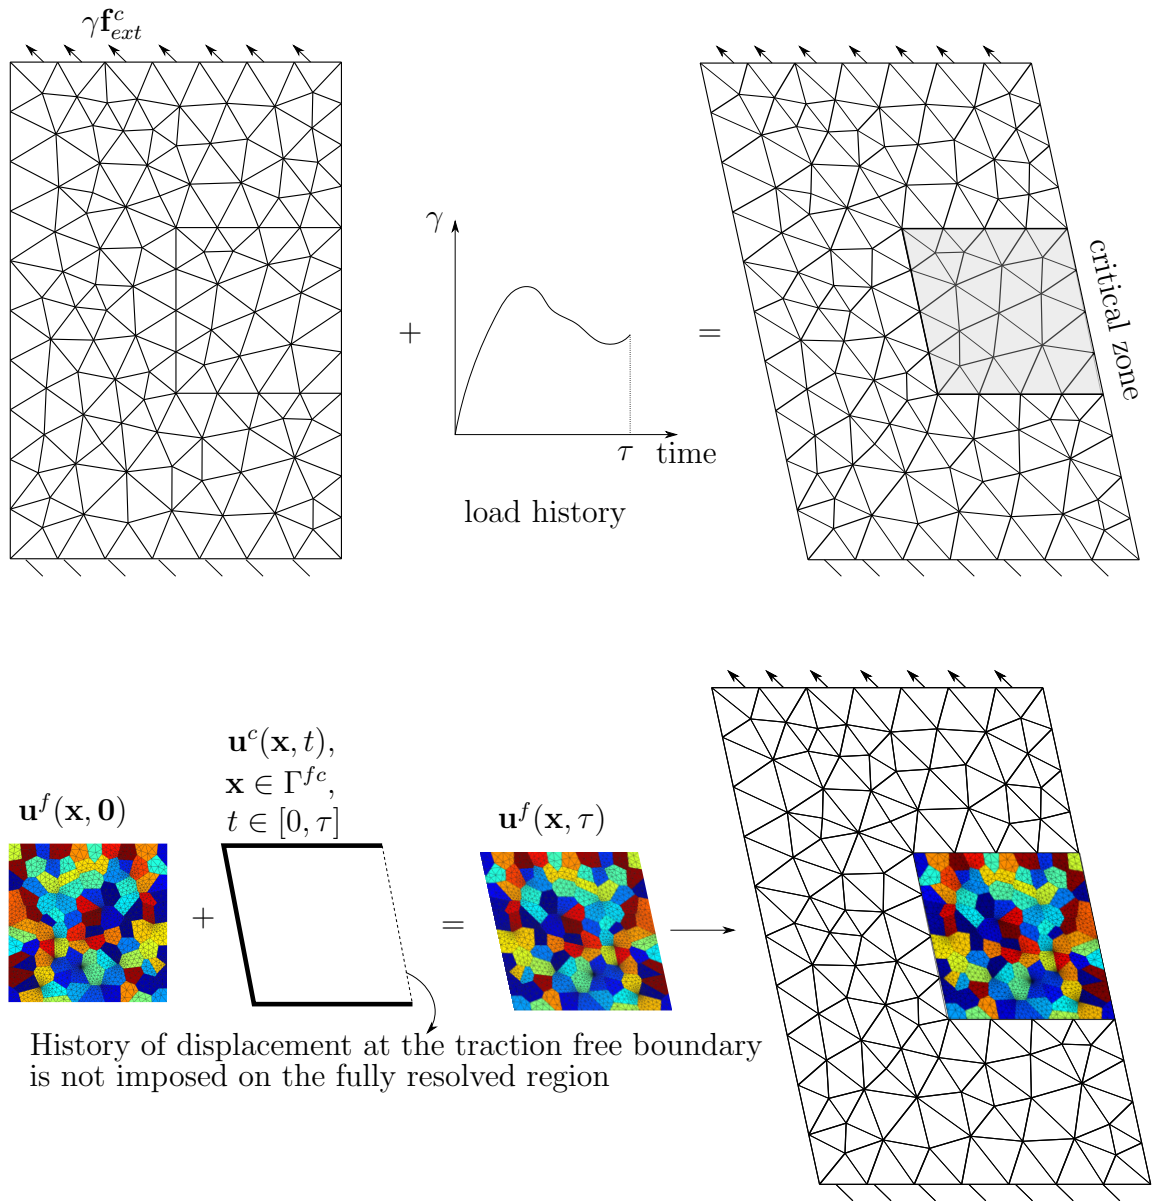 γf^c_ext
γ
+
=
τ
time
load history
critical zone
u^c(x, t),
x ∈ Γ^fc,
t ∈ [0, τ]
u^f(x, 0)
u^f(x, τ)
+
=
History of displacement at the traction free boundary
is not imposed on the fully resolved region